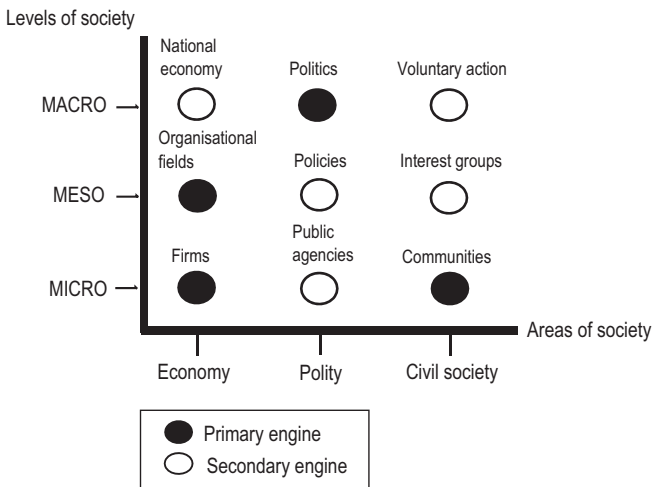 Levels of society
National
economy
Politics
Voluntary action
MACRO
Organisational
fields
Policies
Interest groups
MESO
Public
agencies
Firms
Communities
MICRO
Areas of society
Economy
Polity
Civil society
Primary engine
Secondary engine